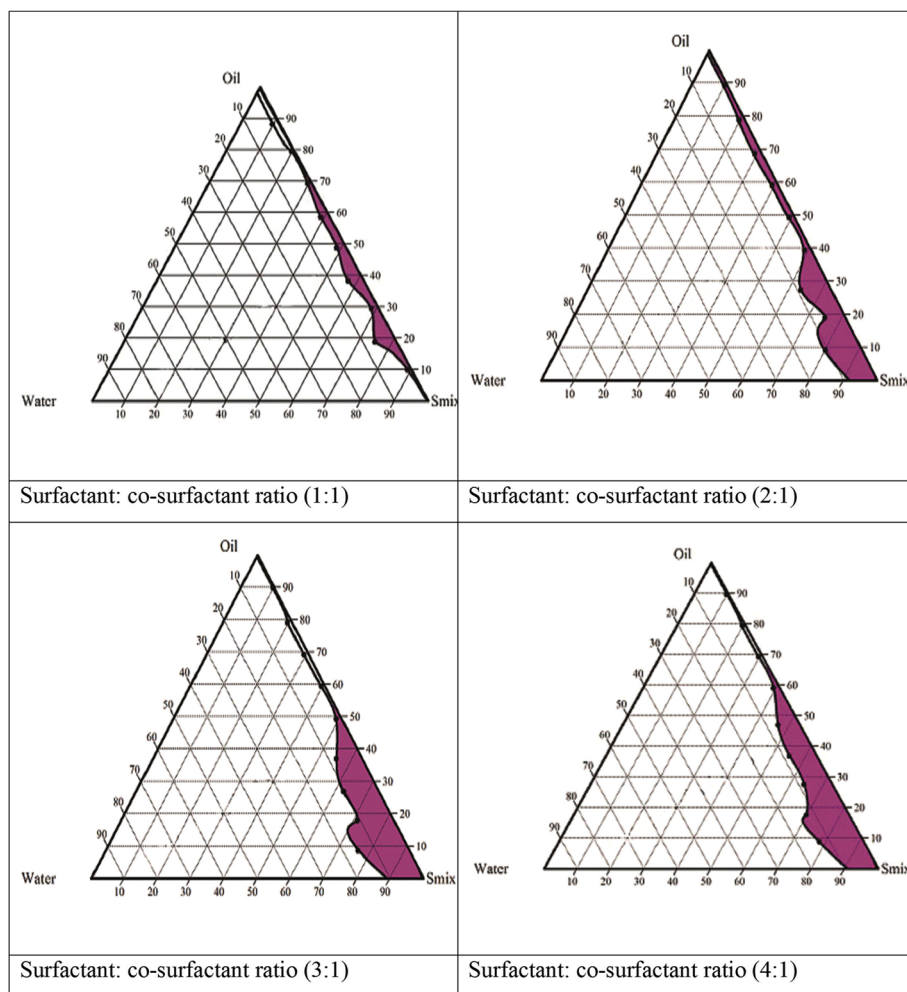 Oil
10 90
20 80
30 70
40 60
50 50
60 40
70 30
80 20
90 10
Water Smix
10 20 30 40 50 60 70 80 90
Surfactant: co-surfactant ratio (1:1)
Oil
10 90
20 80
30 70
40 60
50 50
60 40
70 30
80 20
90 10
Water Smix
10 20 30 40 50 60 70 80 90
Surfactant: co-surfactant ratio (2:1)
Oil
10 90
20 80
30 70
40 60
50 50
60 40
70 30
80 20
90 10
Water Smix
10 20 30 40 50 60 70 80 90
Surfactant: co-surfactant ratio (3:1)
Oil
10 90
20 80
30 70
40 60
50 50
60 40
70 30
80 20
90 10
Water Smix
10 20 30 40 50 60 70 80 90
Surfactant: co-surfactant ratio (4:1)